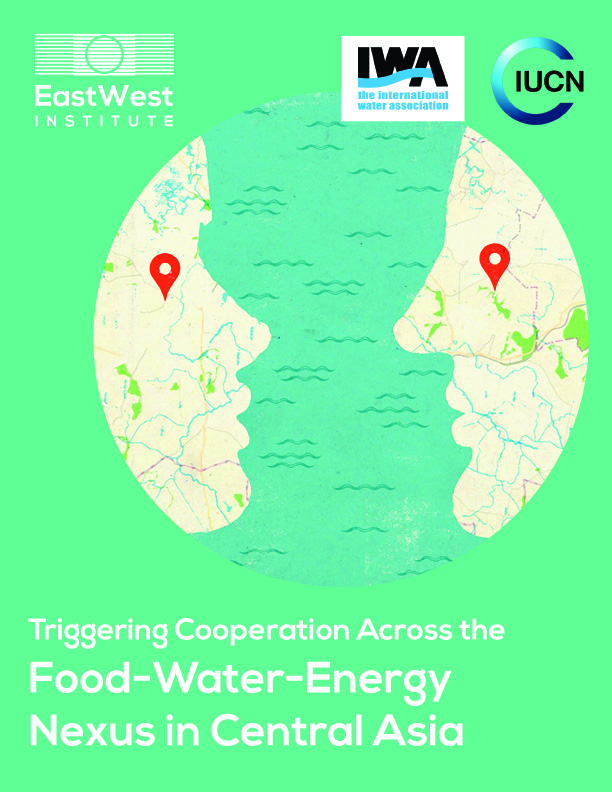 EastWest
INSTITUTE
IWA
the international
water association
IUCN
Triggering Cooperation Across the
Food-Water-Energy
Nexus in Central Asia